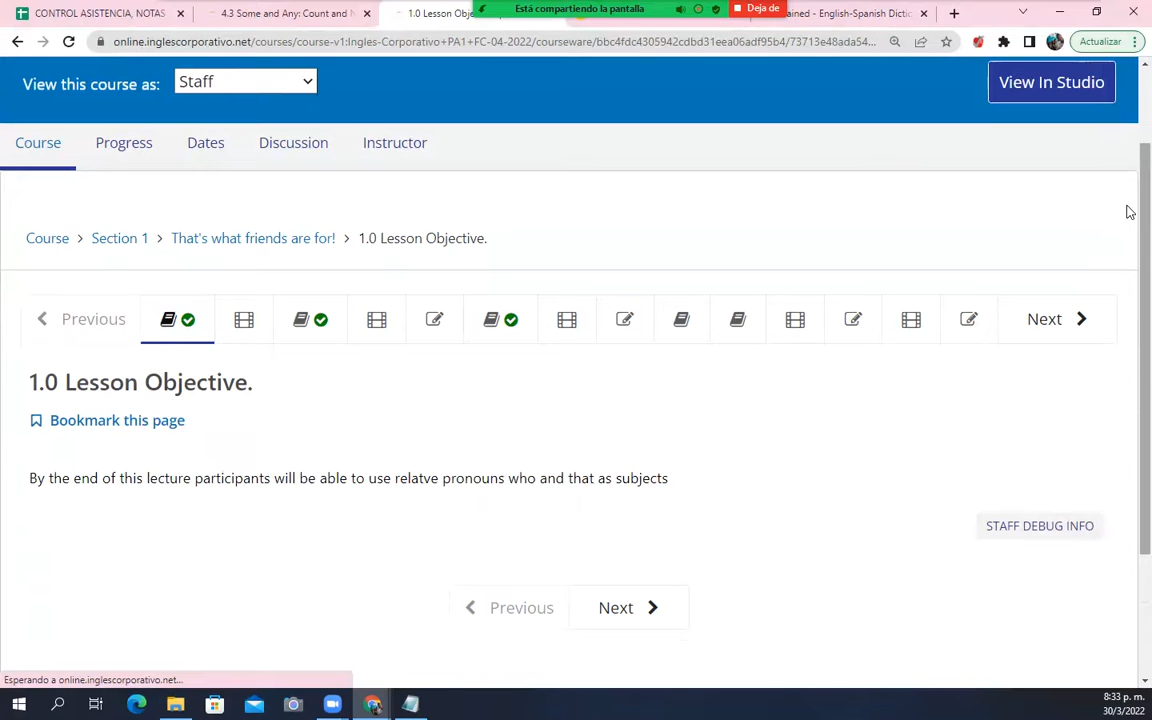 Está compartiendo la pantalla
Deja de
CONTROL ASISTENCIA, NOTAS
4.3 Some and Any: Count and N
1.0 Lesson Obje
ained - English-Spanish Dictio
online.inglescorporativo.net/courses/course-v1:Ingles-Corporativo+PA1+FC-04-2022/courseware/bbc4fdc4305942cdbd31eea06adf95b4/73713e48ada54...
Actualizar
View this course as:
Staff
View In Studio
Course
Progress
Dates
Discussion
Instructor
Course > Section 1 > That's what friends are for! > 1.0 Lesson Objective.
Previous
Next
1.0 Lesson Objective.
Bookmark this page
By the end of this lecture participants will be able to use relatve pronouns who and that as subjects
STAFF DEBUG INFO
Previous
Next
Esperando a online.inglescorporativo.net...
8:33 p. m.
30/3/2022